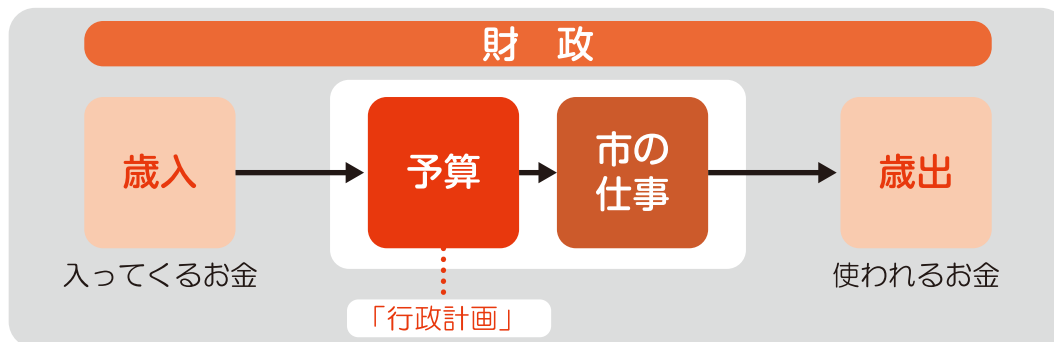 財 政
歳入
予算
市の
仕事
歳出
入ってくるお金
使われるお金
「行政計画」